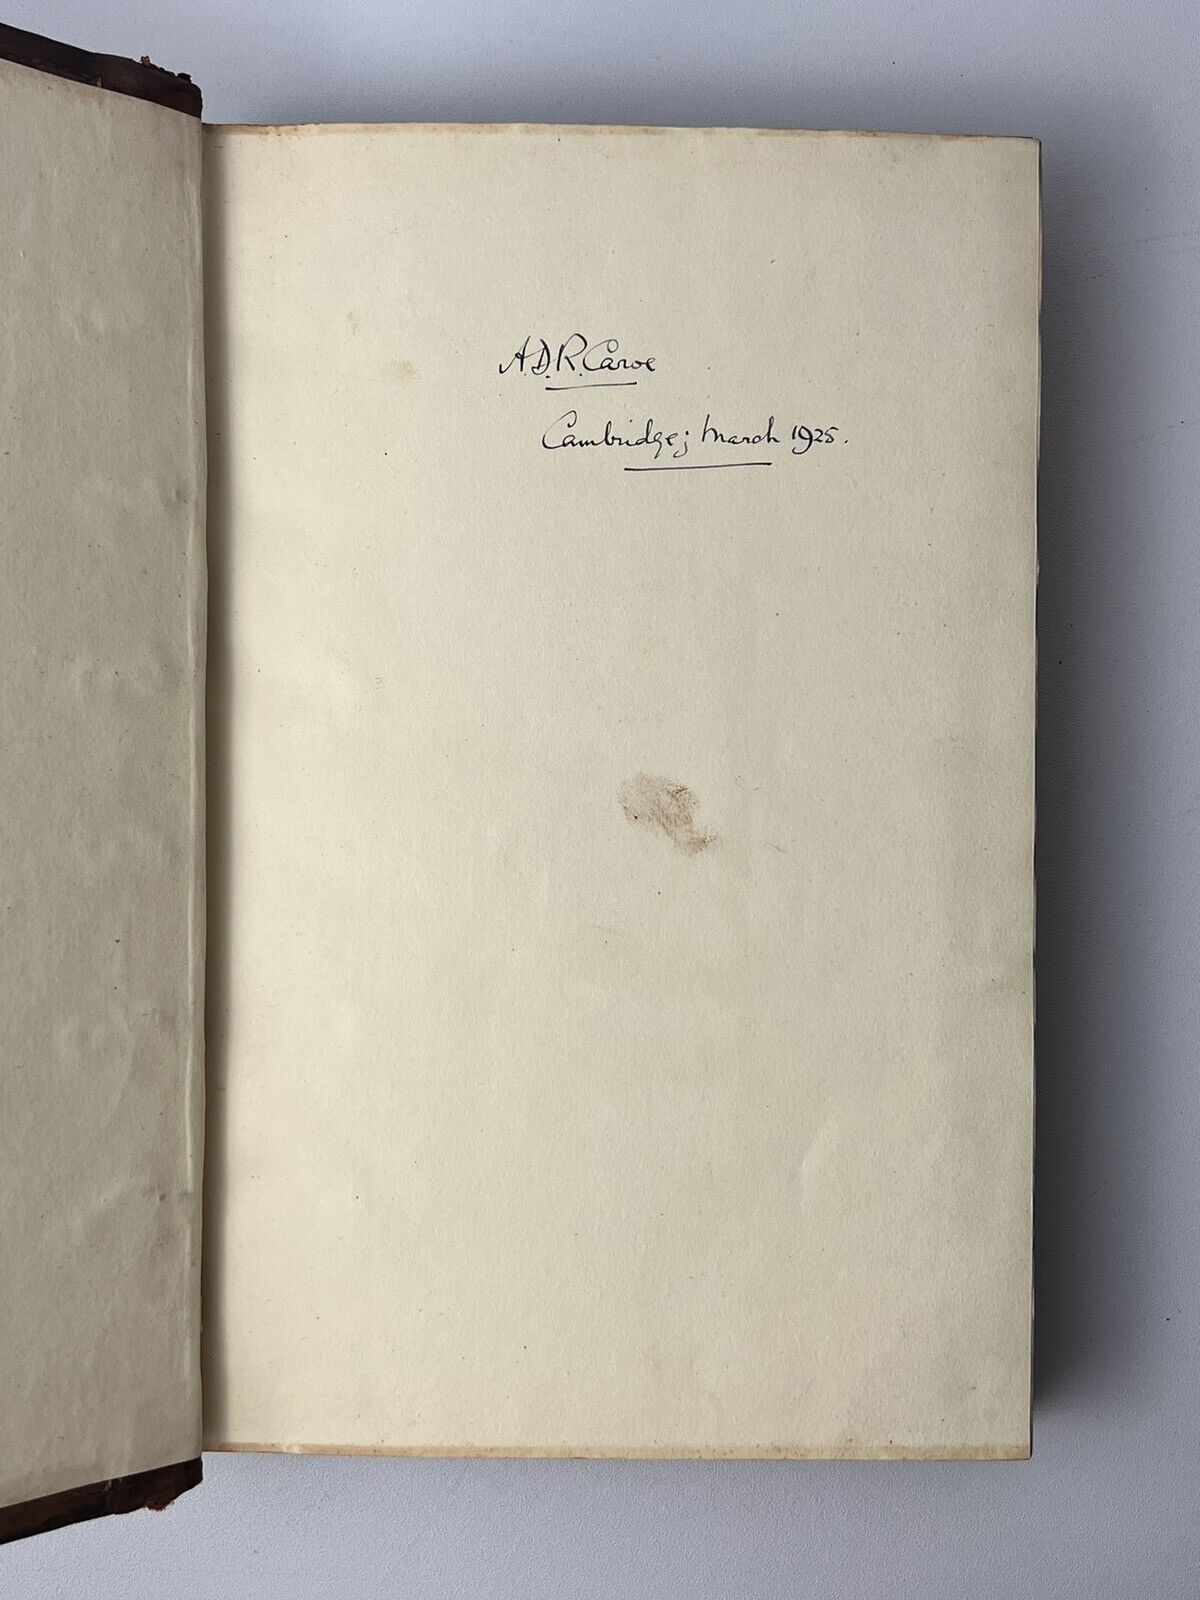 A.D.R. Caroe
Cambridge; March 1925.